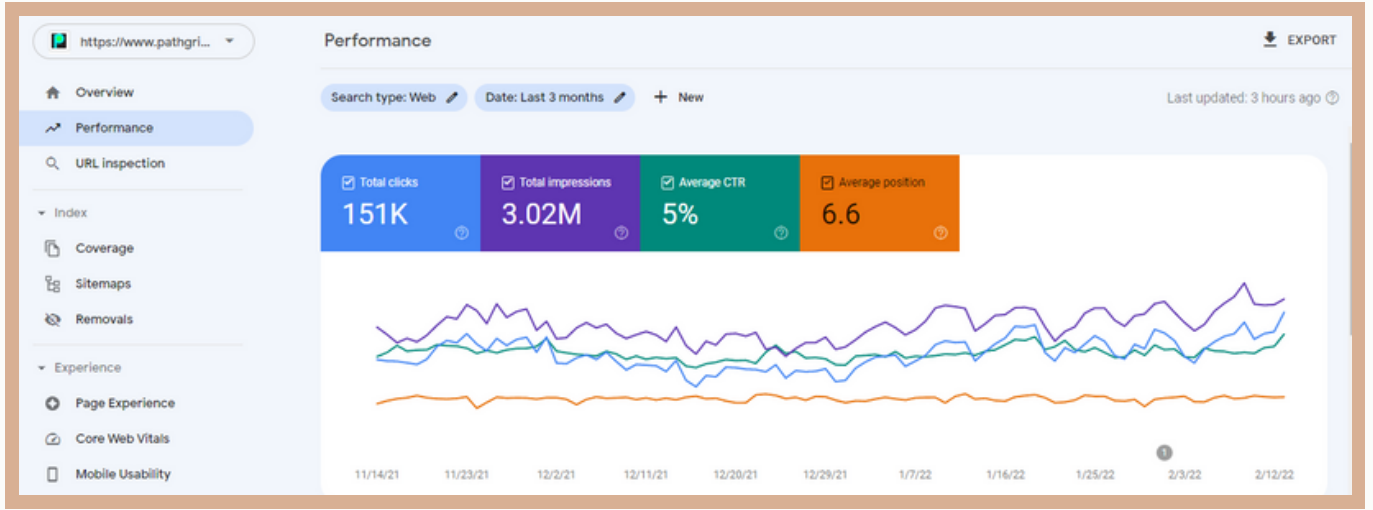 https://www.pathgri...
Overview
Performance
URL inspection
Index
Coverage
Sitemaps
Removals
Experience
Page Experience
Core Web Vitals
Mobile Usability
Performance
EXPORT
Search type: Web
Date: Last 3 months
+ New
Last updated: 3 hours ago
Total clicks
151K
Total impressions
3.02M
Average CTR
5%
Average position
6.6
1
11/14/21 11/23/21 12/2/21 12/11/21 12/20/21 12/29/21 1/7/22 1/16/22 1/25/22 2/3/22 2/12/22